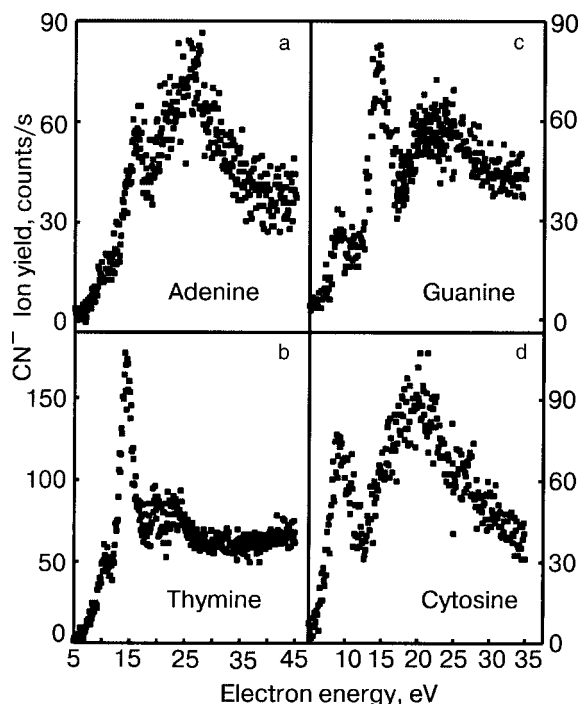 CN⁻ Ion yield, counts/s
90
60
30
0
a
Adenine
c
Guanine
90
60
30
0
150
100
50
0
b
Thymine
d
Cytosine
90
60
30
0
5 15 25 35 45
10 15 20 25 30 35
Electron energy, eV